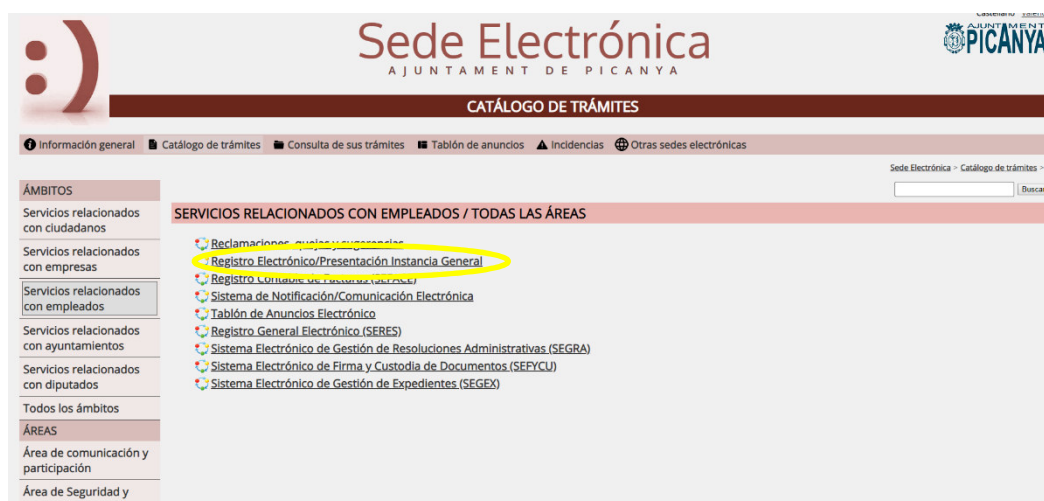 Castellano Valenc
Sede Electrónica
AJUNTAMENT DE PICANYA
AJUNTAMENT
PICANYA
CATÁLOGO DE TRÁMITES
Información general Catálogo de trámites Consulta de sus trámites Tablón de anuncios Incidencias Otras sedes electrónicas
Sede Electrónica > Catálogo de trámites >
Buscar
ÁMBITOS
Servicios relacionados
con ciudadanos
Servicios relacionados
con empresas
Servicios relacionados
con empleados
Servicios relacionados
con ayuntamientos
Servicios relacionados
con diputados
Todos los ámbitos
ÁREAS
Área de comunicación y
participación
Área de Seguridad y
SERVICIOS RELACIONADOS CON EMPLEADOS / TODAS LAS ÁREAS
Reclamaciones, quejas y sugerencias
Registro Electrónico/Presentación Instancia General
Registro Contable de Facturas (SEFACE)
Sistema de Notificación/Comunicación Electrónica
Tablón de Anuncios Electrónico
Registro General Electrónico (SERES)
Sistema Electrónico de Gestión de Resoluciones Administrativas (SEGRA)
Sistema Electrónico de Firma y Custodia de Documentos (SEFYCU)
Sistema Electrónico de Gestión de Expedientes (SEGEX)